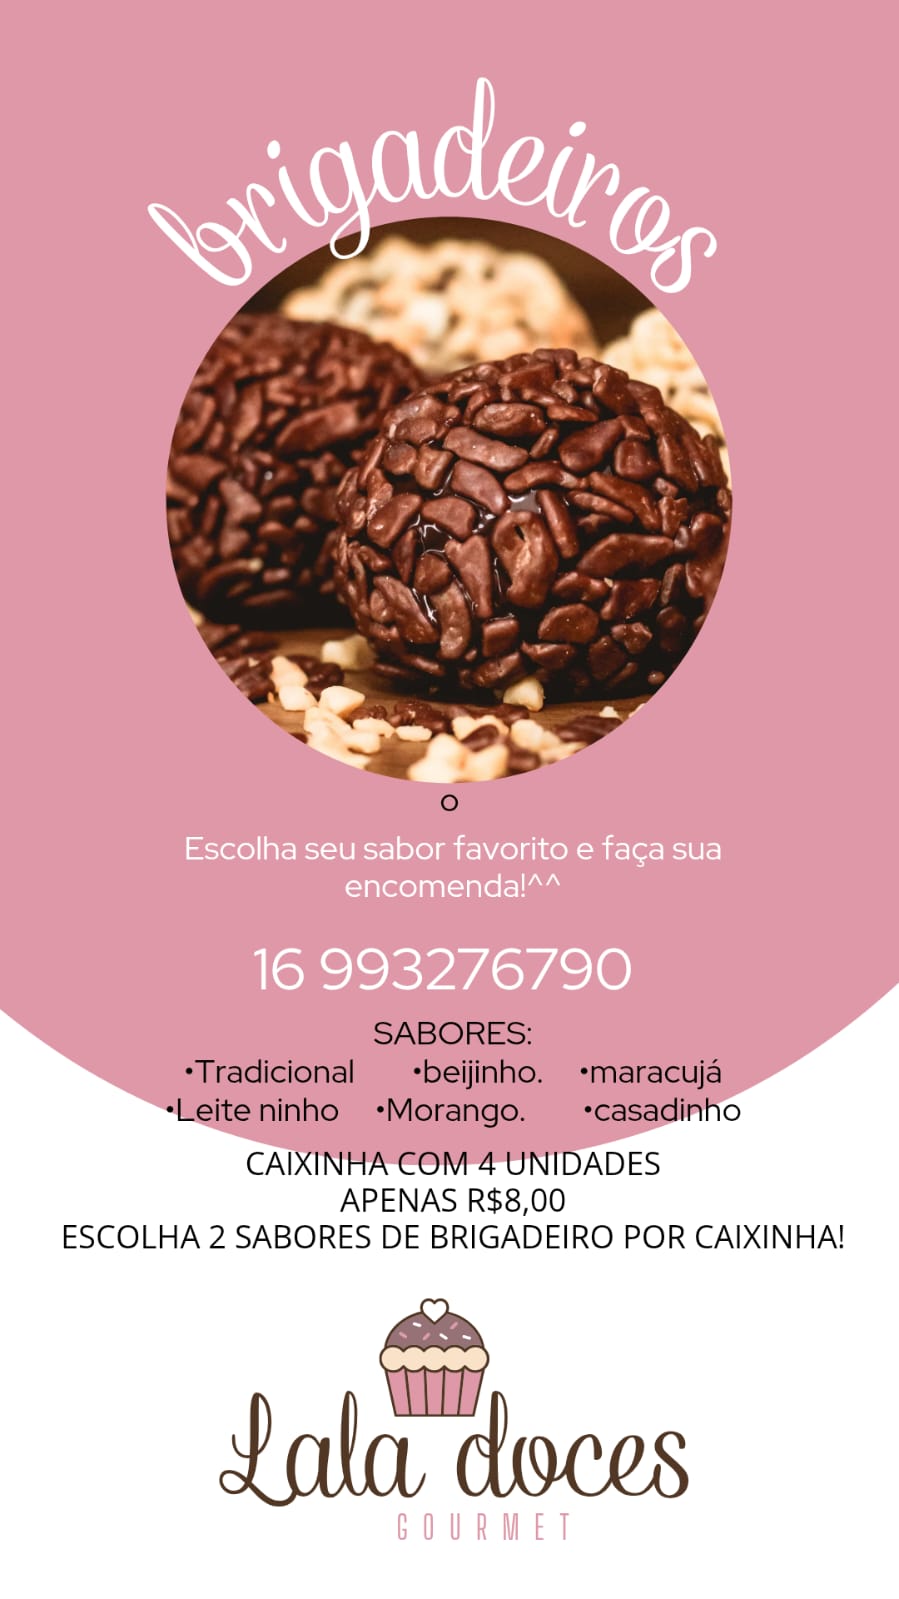 brigadeiros
o
Escolha seu sabor favorito e faça sua
encomenda!^^
16 993276790
SABORES:
•Tradicional •beijinho. •maracujá
•Leite ninho •Morango. •casadinho
CAIXINHA COM 4 UNIDADES
APENAS R$8,00
ESCOLHA 2 SABORES DE BRIGADEIRO POR CAIXINHA!
Lala doces
GOURMET